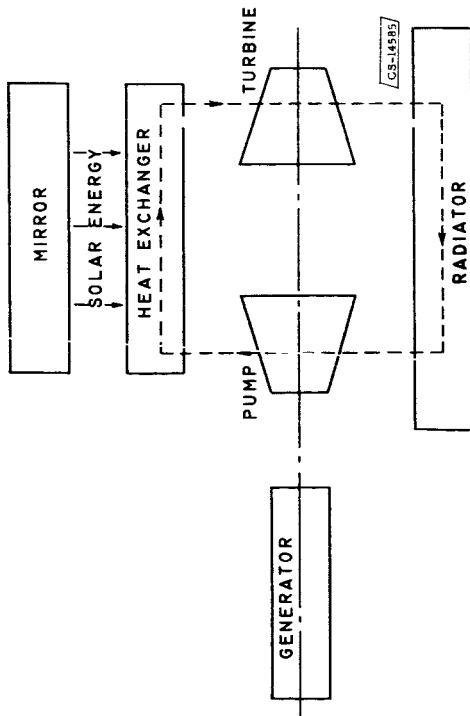 MIRROR
SOLAR ENERGY
HEAT EXCHANGER
PUMP
TURBINE
GENERATOR
RADIATOR
CS-14585